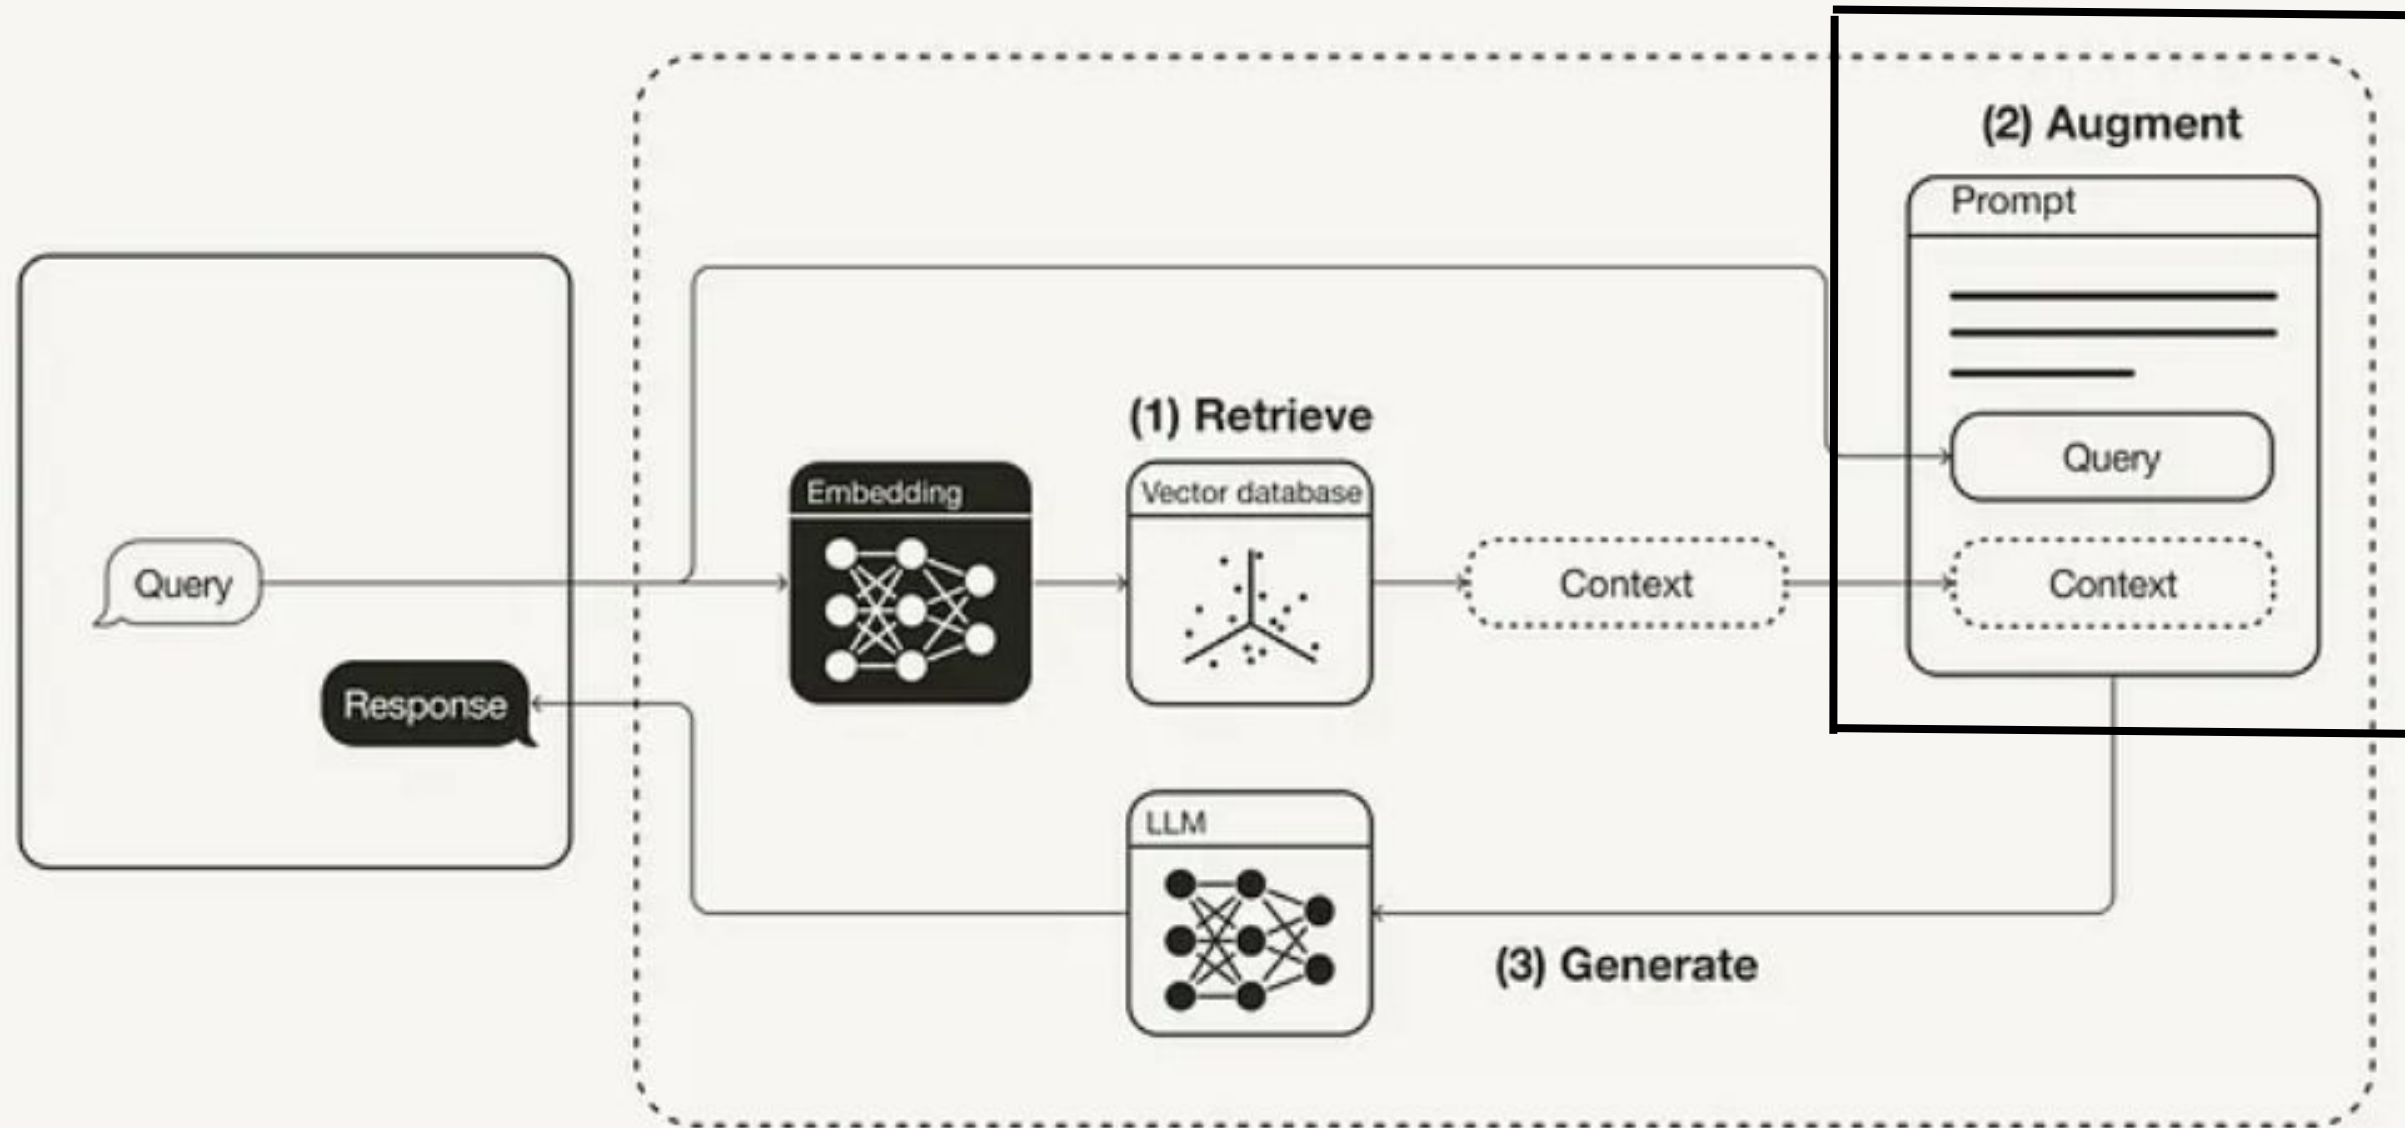 (2) Augment
Prompt
(1) Retrieve
Query
Embedding
Vector database
Query
Context
Context
Response
LLM
(3) Generate